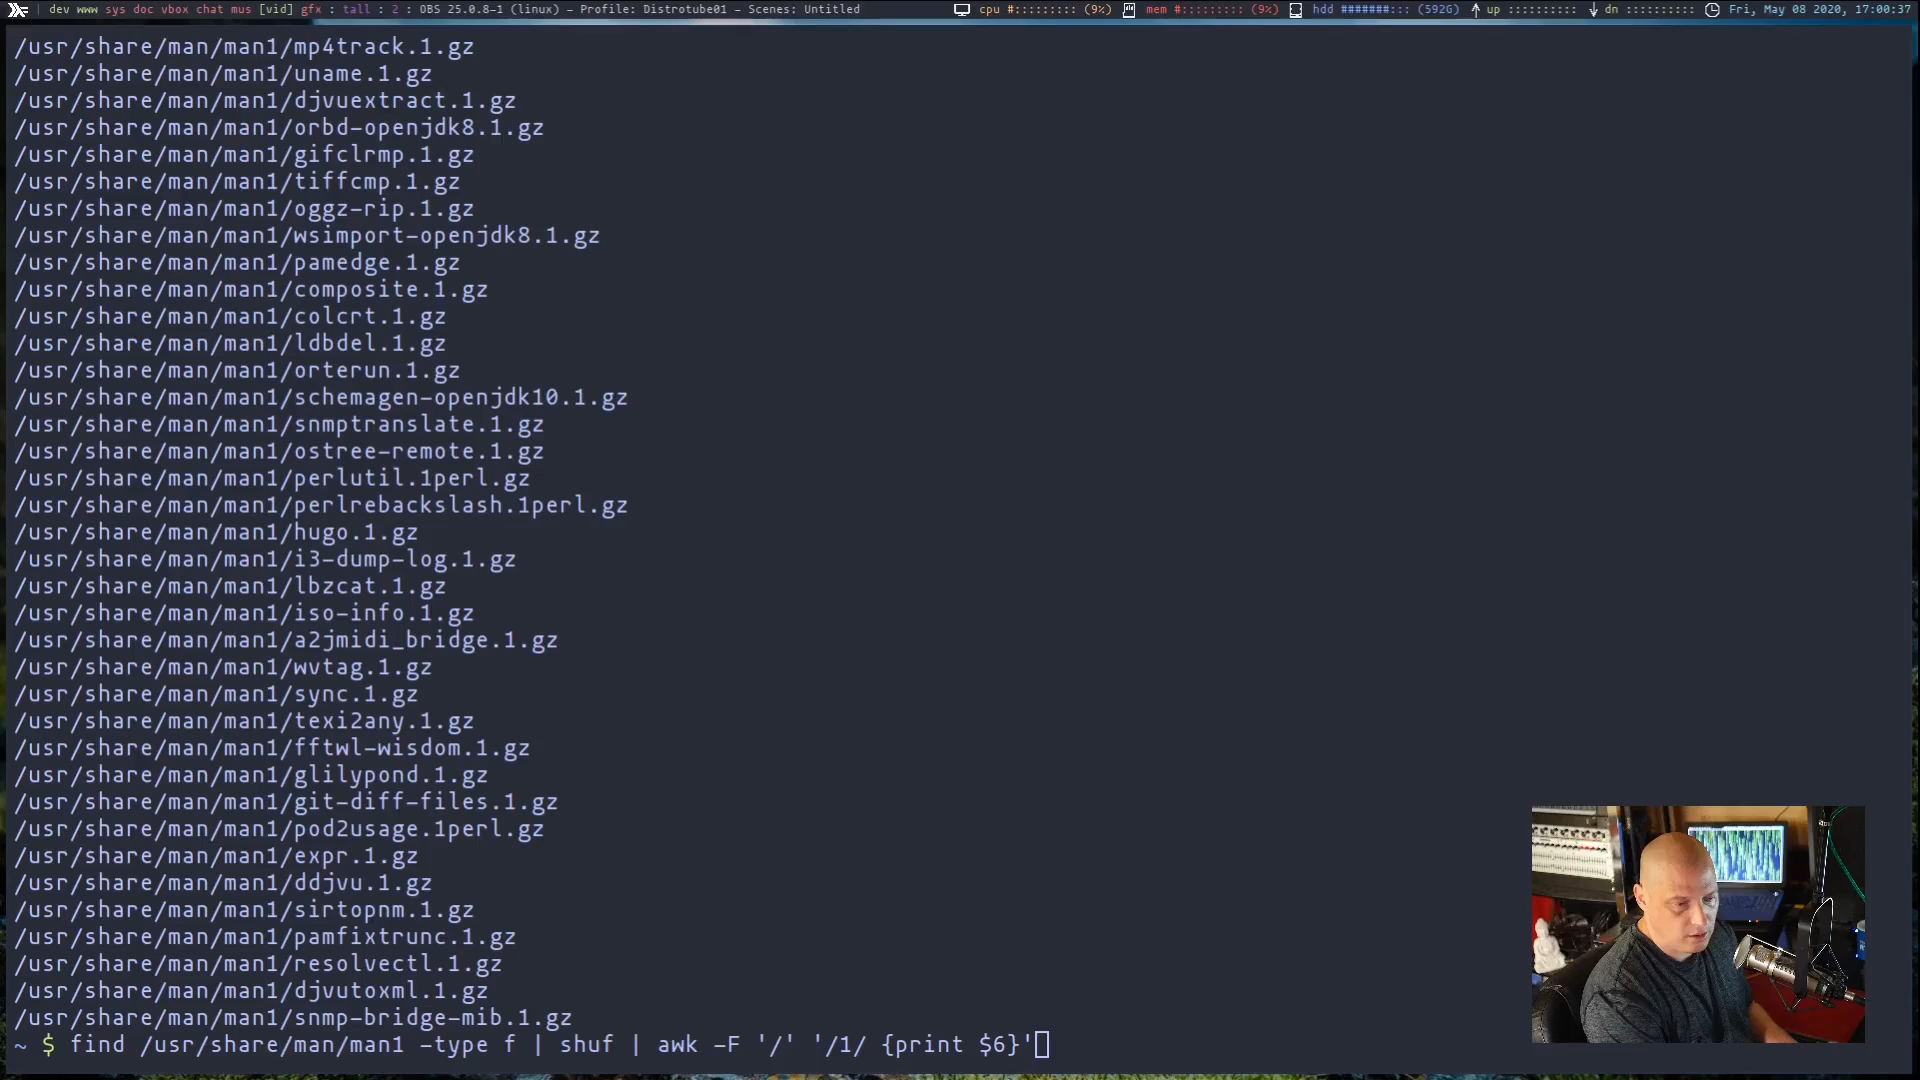 dev www sys doc vbox chat mus [vid] gfx : tall : 2 : OBS 25.0.8-1 (linux) - Profile: Distrotube01 - Scenes: Untitled cpu #::::::::: (9%) mem #::::::::: (9%) hdd #######::: (592G) up :::::::::: dn :::::::::: Fri, May 08 2020, 17:00:37
/usr/share/man/man1/mp4track.1.gz
/usr/share/man/man1/uname.1.gz
/usr/share/man/man1/djvuextract.1.gz
/usr/share/man/man1/orbd-openjdk8.1.gz
/usr/share/man/man1/gifclrmp.1.gz
/usr/share/man/man1/tiffcmp.1.gz
/usr/share/man/man1/oggz-rip.1.gz
/usr/share/man/man1/wsimport-openjdk8.1.gz
/usr/share/man/man1/pamedge.1.gz
/usr/share/man/man1/composite.1.gz
/usr/share/man/man1/colcrt.1.gz
/usr/share/man/man1/ldbdel.1.gz
/usr/share/man/man1/orterun.1.gz
/usr/share/man/man1/schemagen-openjdk10.1.gz
/usr/share/man/man1/snmptranslate.1.gz
/usr/share/man/man1/ostree-remote.1.gz
/usr/share/man/man1/perlutil.1perl.gz
/usr/share/man/man1/perlrebackslash.1perl.gz
/usr/share/man/man1/hugo.1.gz
/usr/share/man/man1/i3-dump-log.1.gz
/usr/share/man/man1/lbzcat.1.gz
/usr/share/man/man1/iso-info.1.gz
/usr/share/man/man1/a2jmidi_bridge.1.gz
/usr/share/man/man1/wvtag.1.gz
/usr/share/man/man1/sync.1.gz
/usr/share/man/man1/texi2any.1.gz
/usr/share/man/man1/fftwl-wisdom.1.gz
/usr/share/man/man1/glilypond.1.gz
/usr/share/man/man1/git-diff-files.1.gz
/usr/share/man/man1/pod2usage.1perl.gz
/usr/share/man/man1/expr.1.gz
/usr/share/man/man1/ddjvu.1.gz
/usr/share/man/man1/sirtopnm.1.gz
/usr/share/man/man1/pamfixtrunc.1.gz
/usr/share/man/man1/resolvectl.1.gz
/usr/share/man/man1/djvutoxml.1.gz
/usr/share/man/man1/snmp-bridge-mib.1.gz
~ $ find /usr/share/man/man1 -type f | shuf | awk -F '/' '/1/ {print $6}'